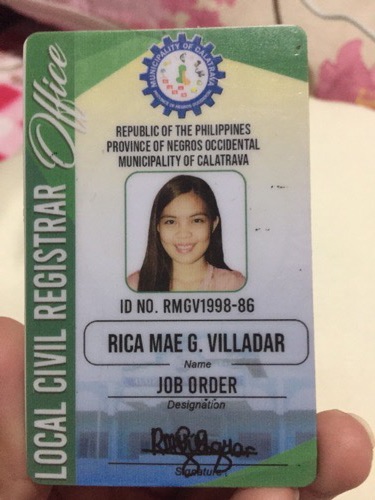 LOCAL CIVIL REGISTRAR Office
MUNICIPALITY OF CALATRAVA
PROVINCE OF NEGROS OCCIDENTAL
REPUBLIC OF THE PHILIPPINES
PROVINCE OF NEGROS OCCIDENTAL
MUNICIPALITY OF CALATRAVA
ID NO. RMGV1998-86
RICA MAE G. VILLADAR
Name
JOB ORDER
Designation
Signature